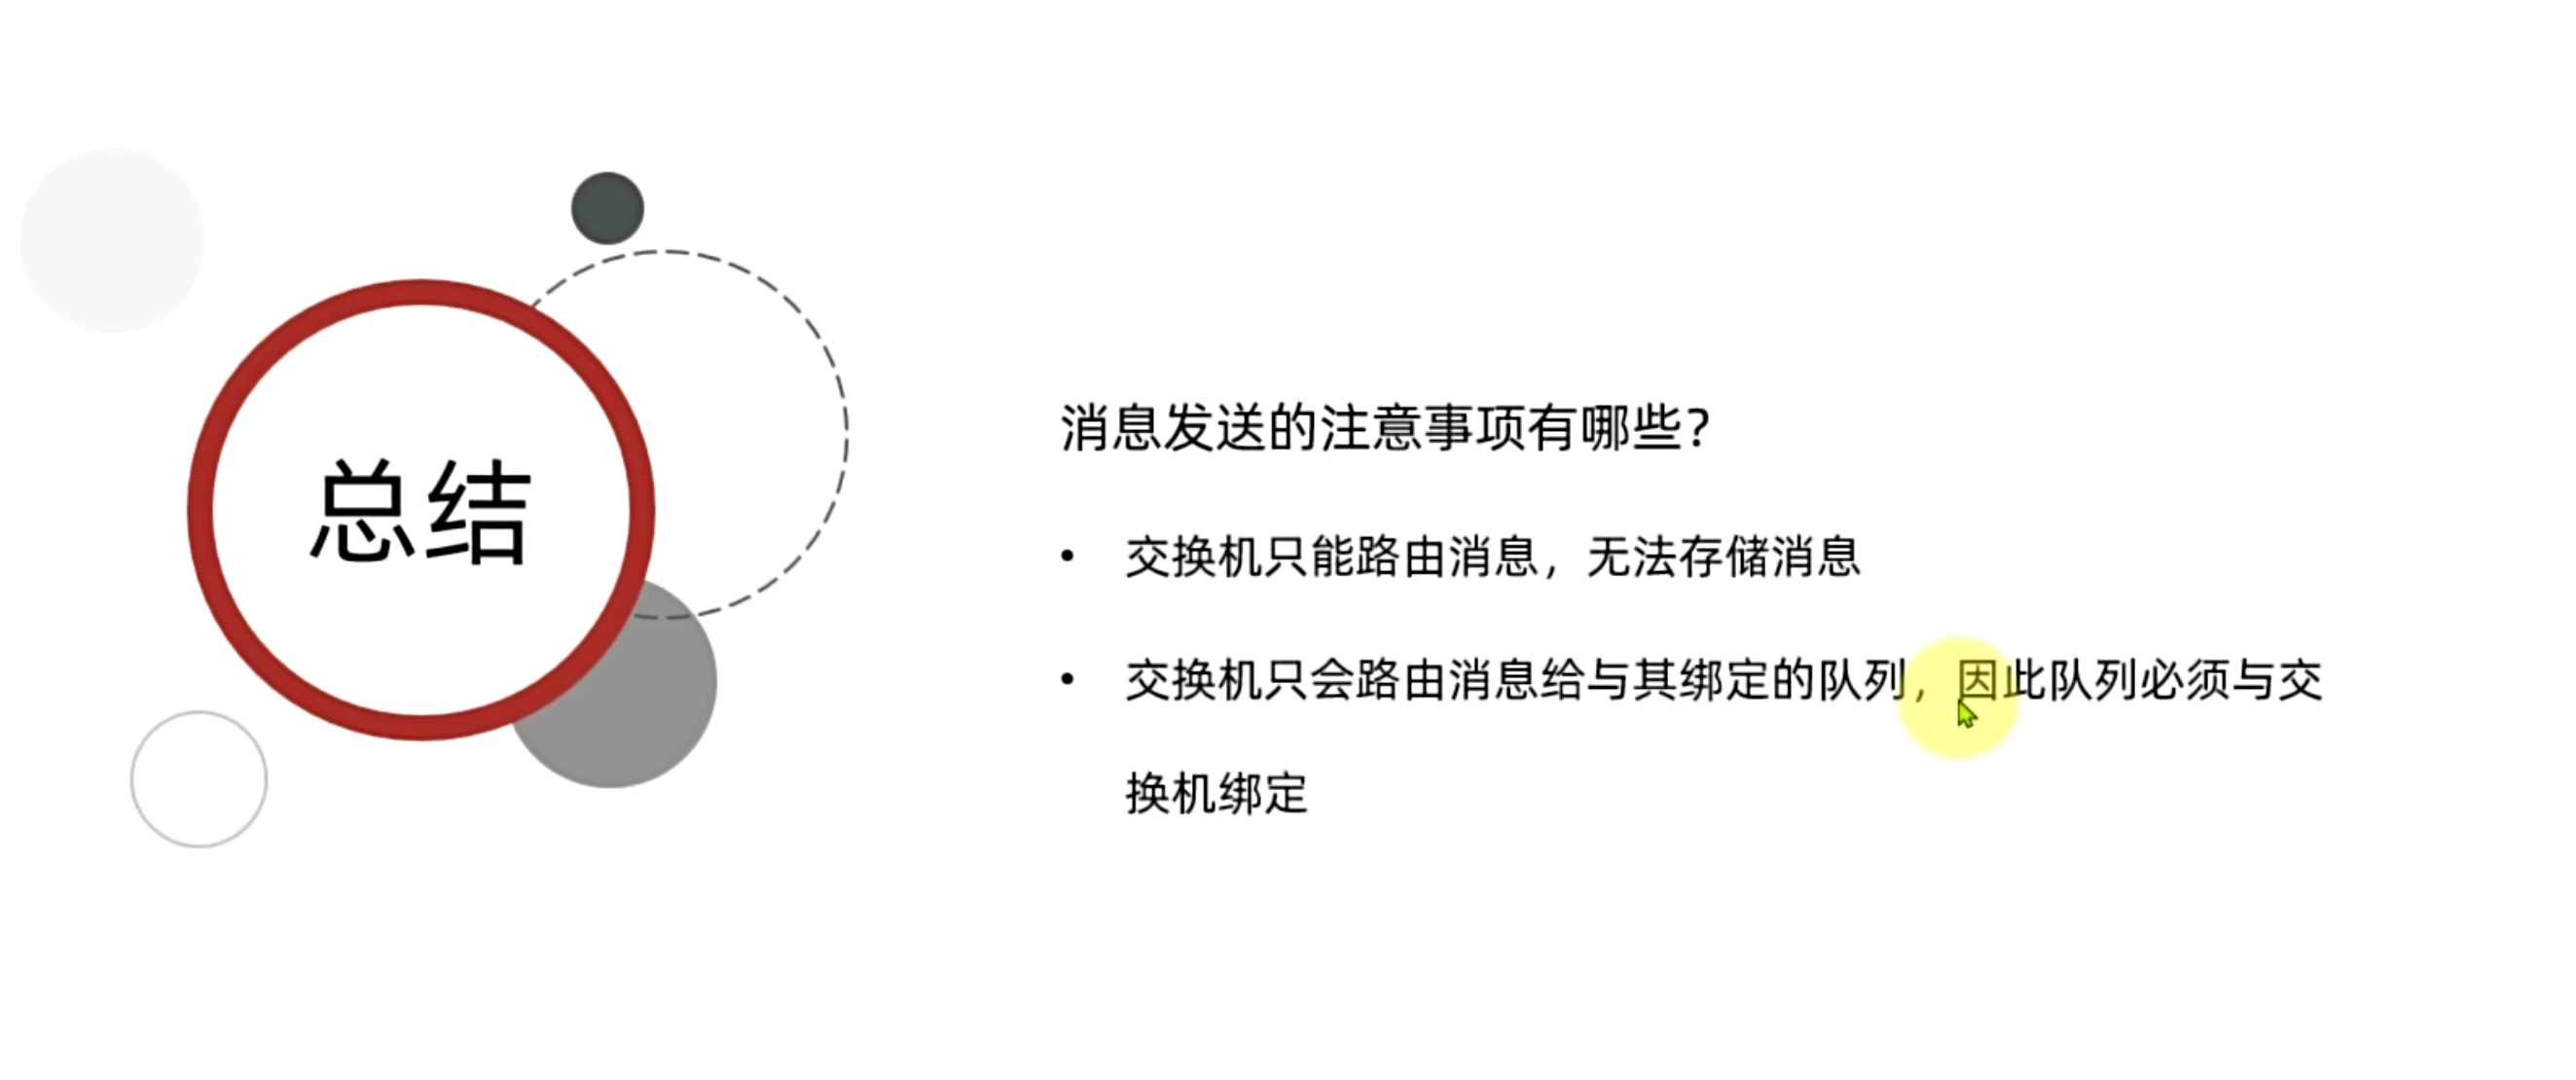 总结
消息发送的注意事项有哪些？
• 交换机只能路由消息，无法存储消息
• 交换机只会路由消息给与其绑定的队列，因此队列必须与交
换机绑定